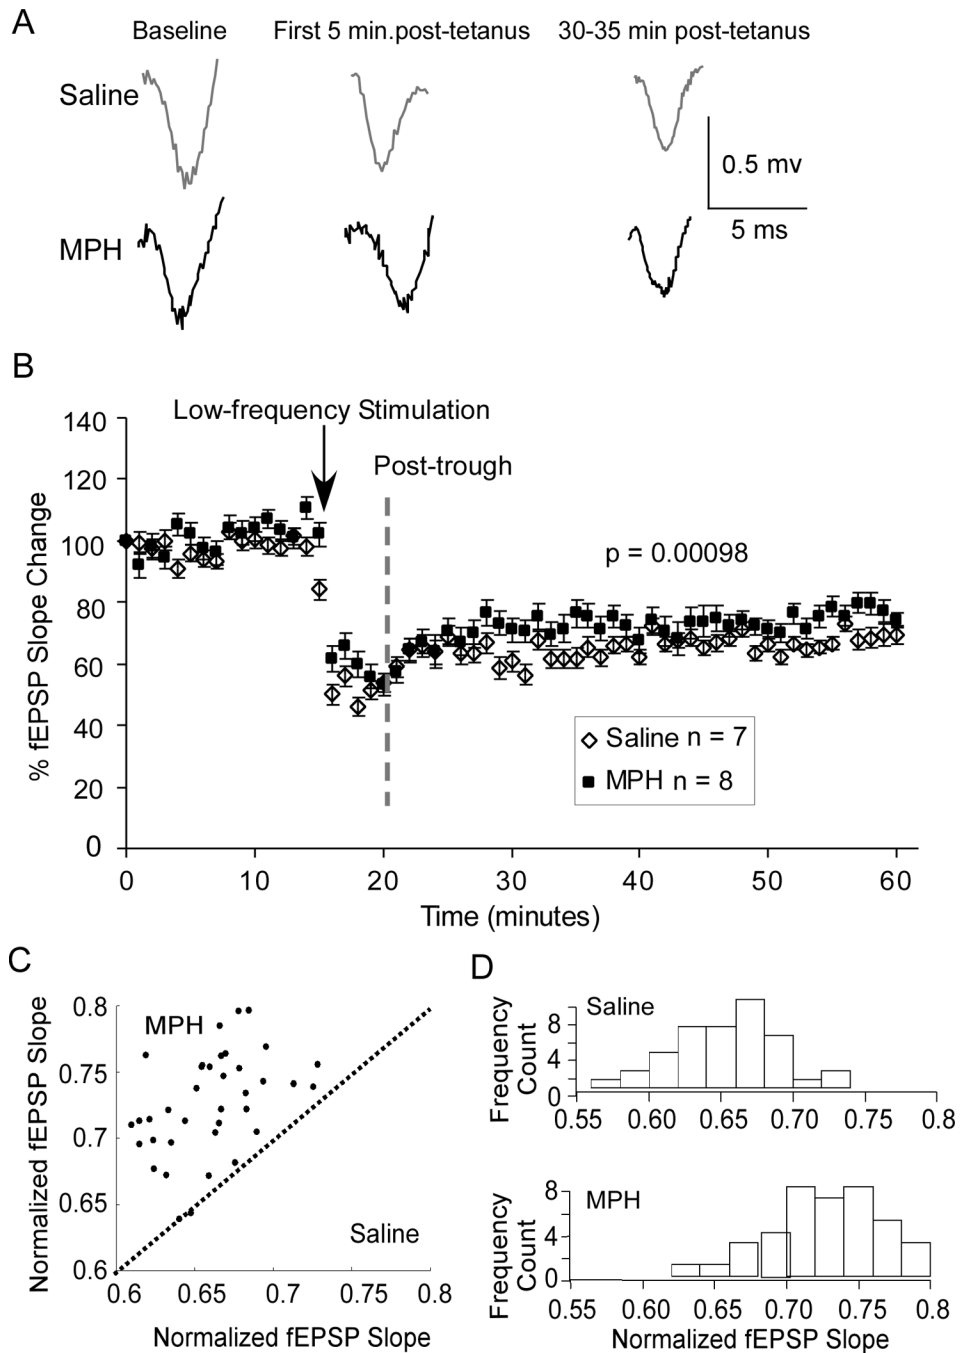 A
Baseline
First 5 min.post-tetanus
30-35 min post-tetanus
Saline
0.5 mv
5 ms
MPH
B
Low-frequency Stimulation
Post-trough
p = 0.00098
% fEPSP Slope Change
140
120
100
80
60
40
20
0
Saline n = 7
MPH n = 8
0 10 20 30 40 50 60
Time (minutes)
C
Normalized fEPSP Slope
0.8
0.75
0.7
0.65
0.6
MPH
Saline
0.6 0.65 0.7 0.75 0.8
Normalized fEPSP Slope
D
Frequency
Count
8
4
0
Saline
0.55 0.60 0.65 0.70 0.75 0.8
Frequency
Count
8
4
0
MPH
0.55 0.60 0.65 0.70 0.75 0.8
Normalized fEPSP Slope